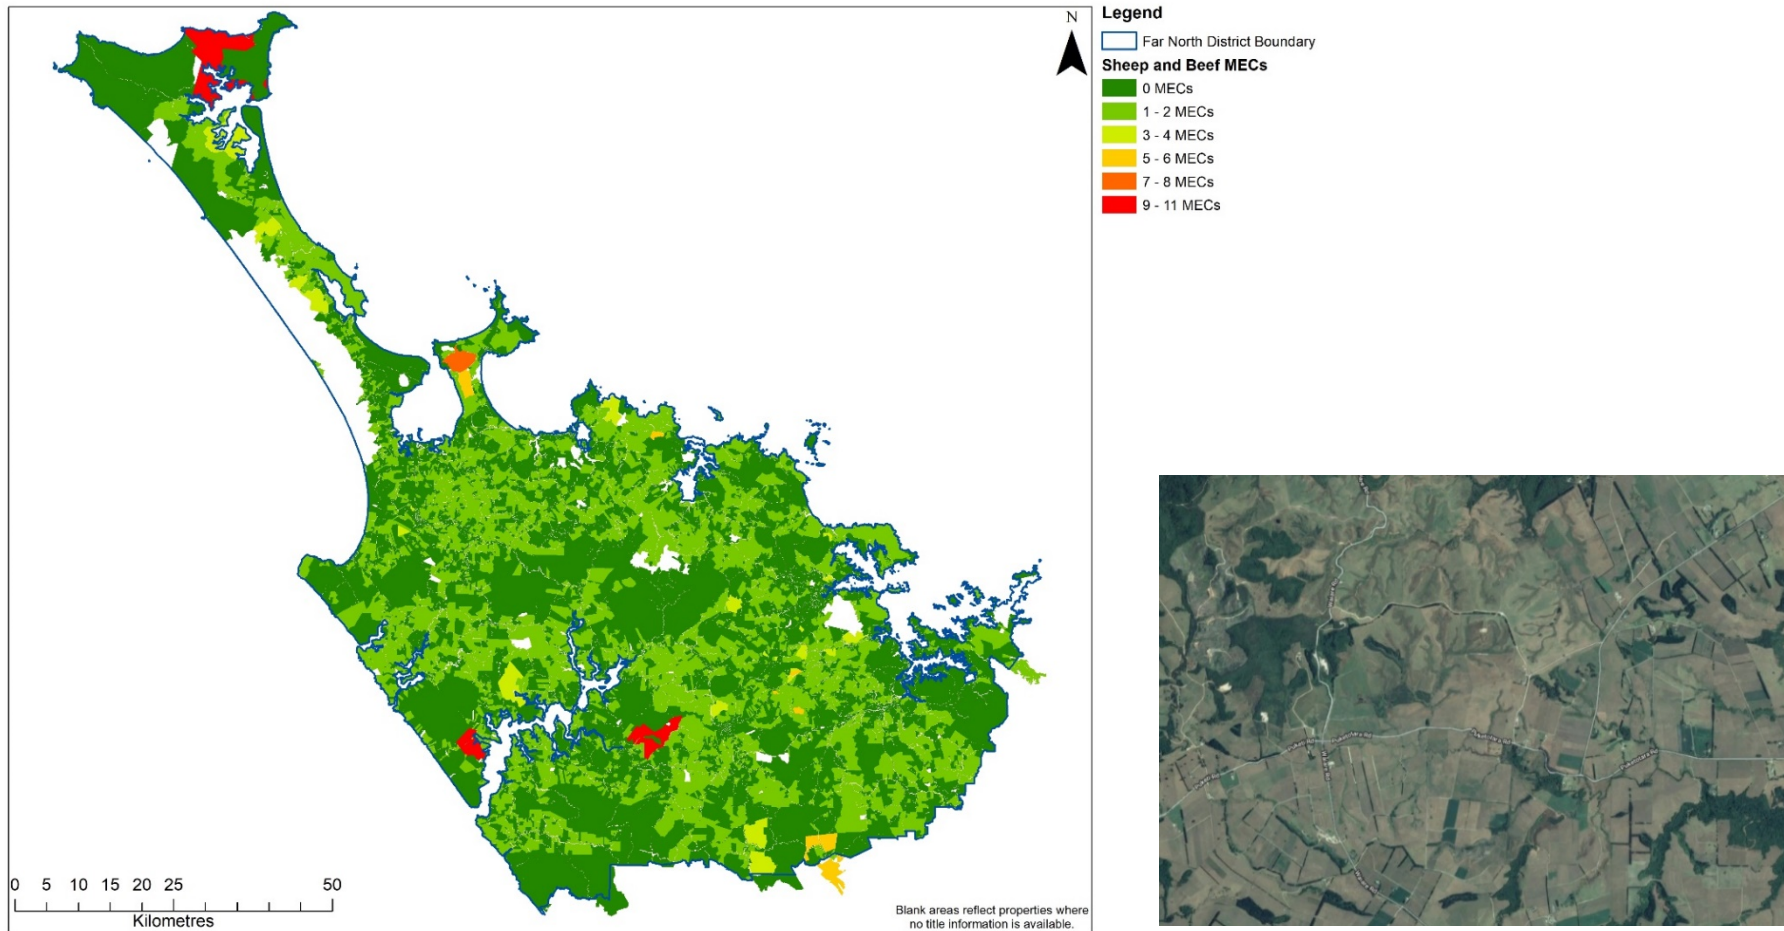 N
Legend
Far North District Boundary
Sheep and Beef MECs
0 MECs
1 - 2 MECs
3 - 4 MECs
5 - 6 MECs
7 - 8 MECs
9 - 11 MECs
0 5 10 15 20 25 50
Kilometres
Blank areas reflect properties where
no title information is available.